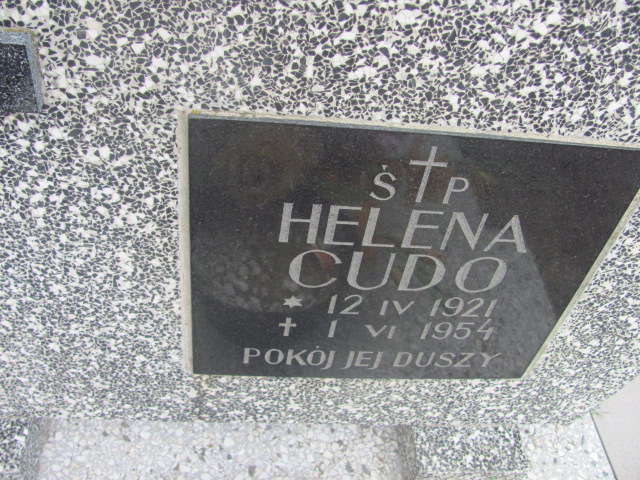 Ś † P
HELENA
CUDO
* 12 IV 1921
† 1 VI 1954
POKÓJ JEJ DUSZY